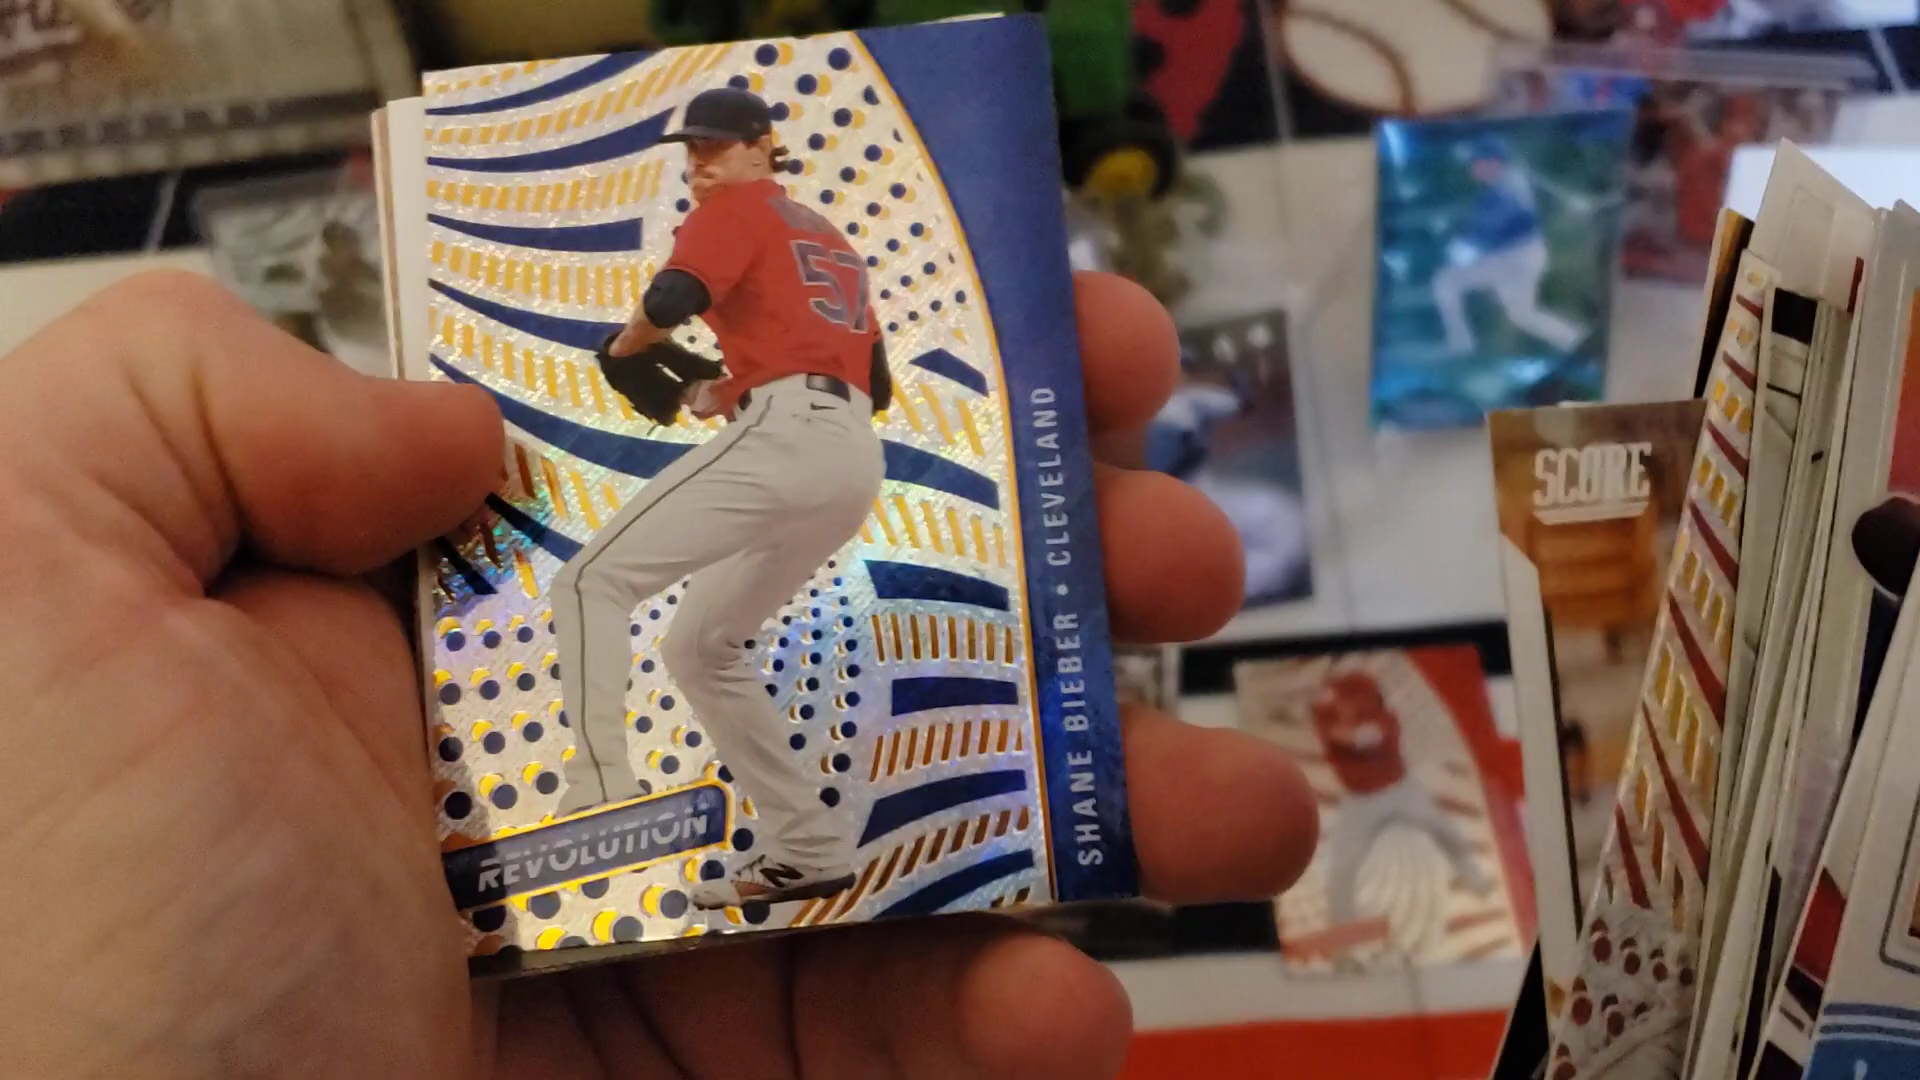 57
REVOLUTION
SHANE BIEBER • CLEVELAND
SCORE